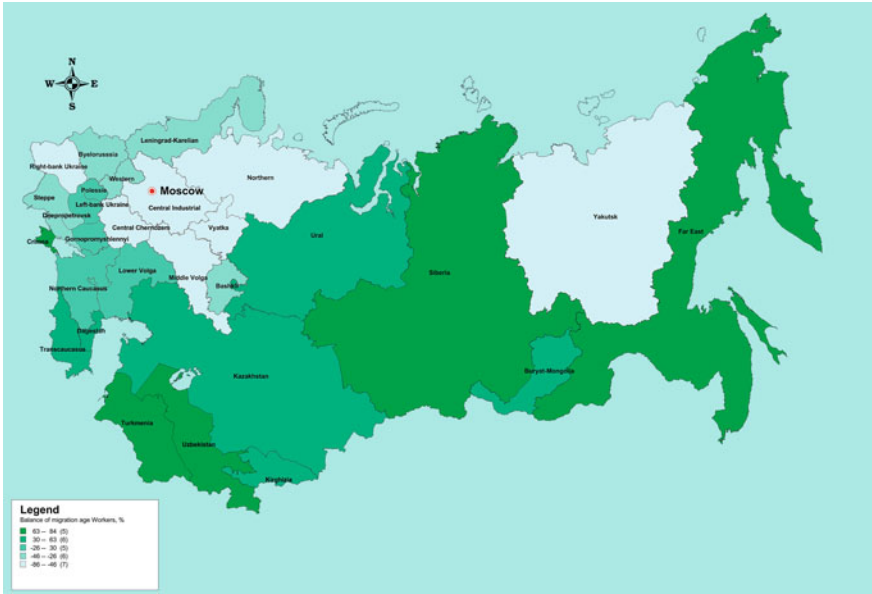 N
W E
S
Leningrad-Karelian
Byelorussia
Right-bank Ukraine
Western
Northern
Polessia
Moscow
Steppe
Left-bank Ukraine
Central Industrial
Yakutsk
Dnepropethovsk
Central Chernozem
Vyatka
Far East
Crimea
Gornopromyshlennyi
Ural
Lower Volga
Middle Volga
Siberia
Bashkir
Northern Caucasus
Dagestan
Transcaucasus
Kazakhstan
Buryat-Mongolia
Turkmenia
Uzbekistan
Kirghizia
Legend
Balance of migration age Workers, %
63 – 84 (5)
30 – 63 (6)
-26 – 30 (5)
-46 – -26 (6)
-86 – -46 (7)